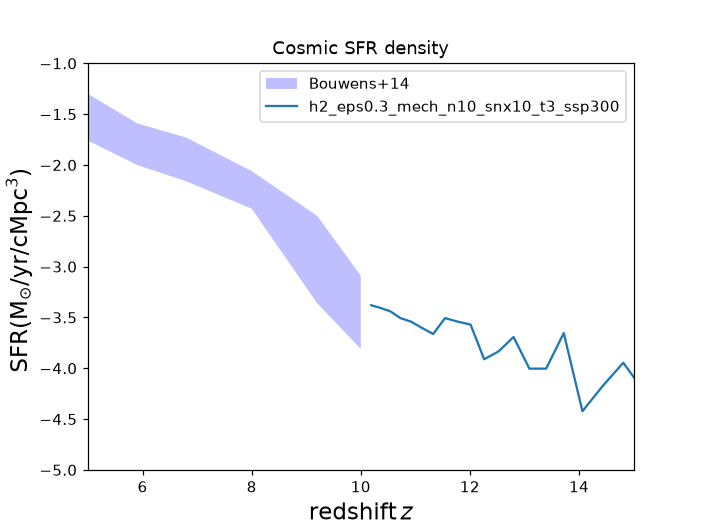 Cosmic SFR density
Bouwens+14
h2_eps0.3_mech_n10_snx10_t3_ssp300
SFR(M⊙/yr/cMpc³)
−1.0
−1.5
−2.0
−2.5
−3.0
−3.5
−4.0
−4.5
−5.0
6 8 10 12 14
redshift z